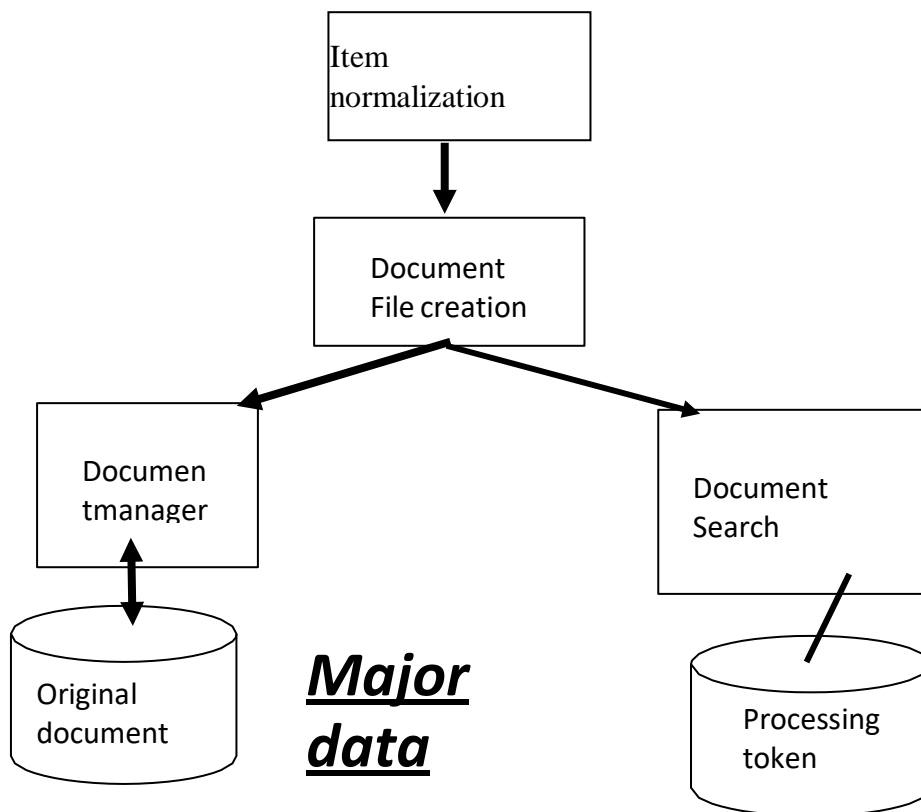 Item
normalization
Document
File creation
Documen
tmanager
Document
Search
Original
document
Major
data
Processing
token